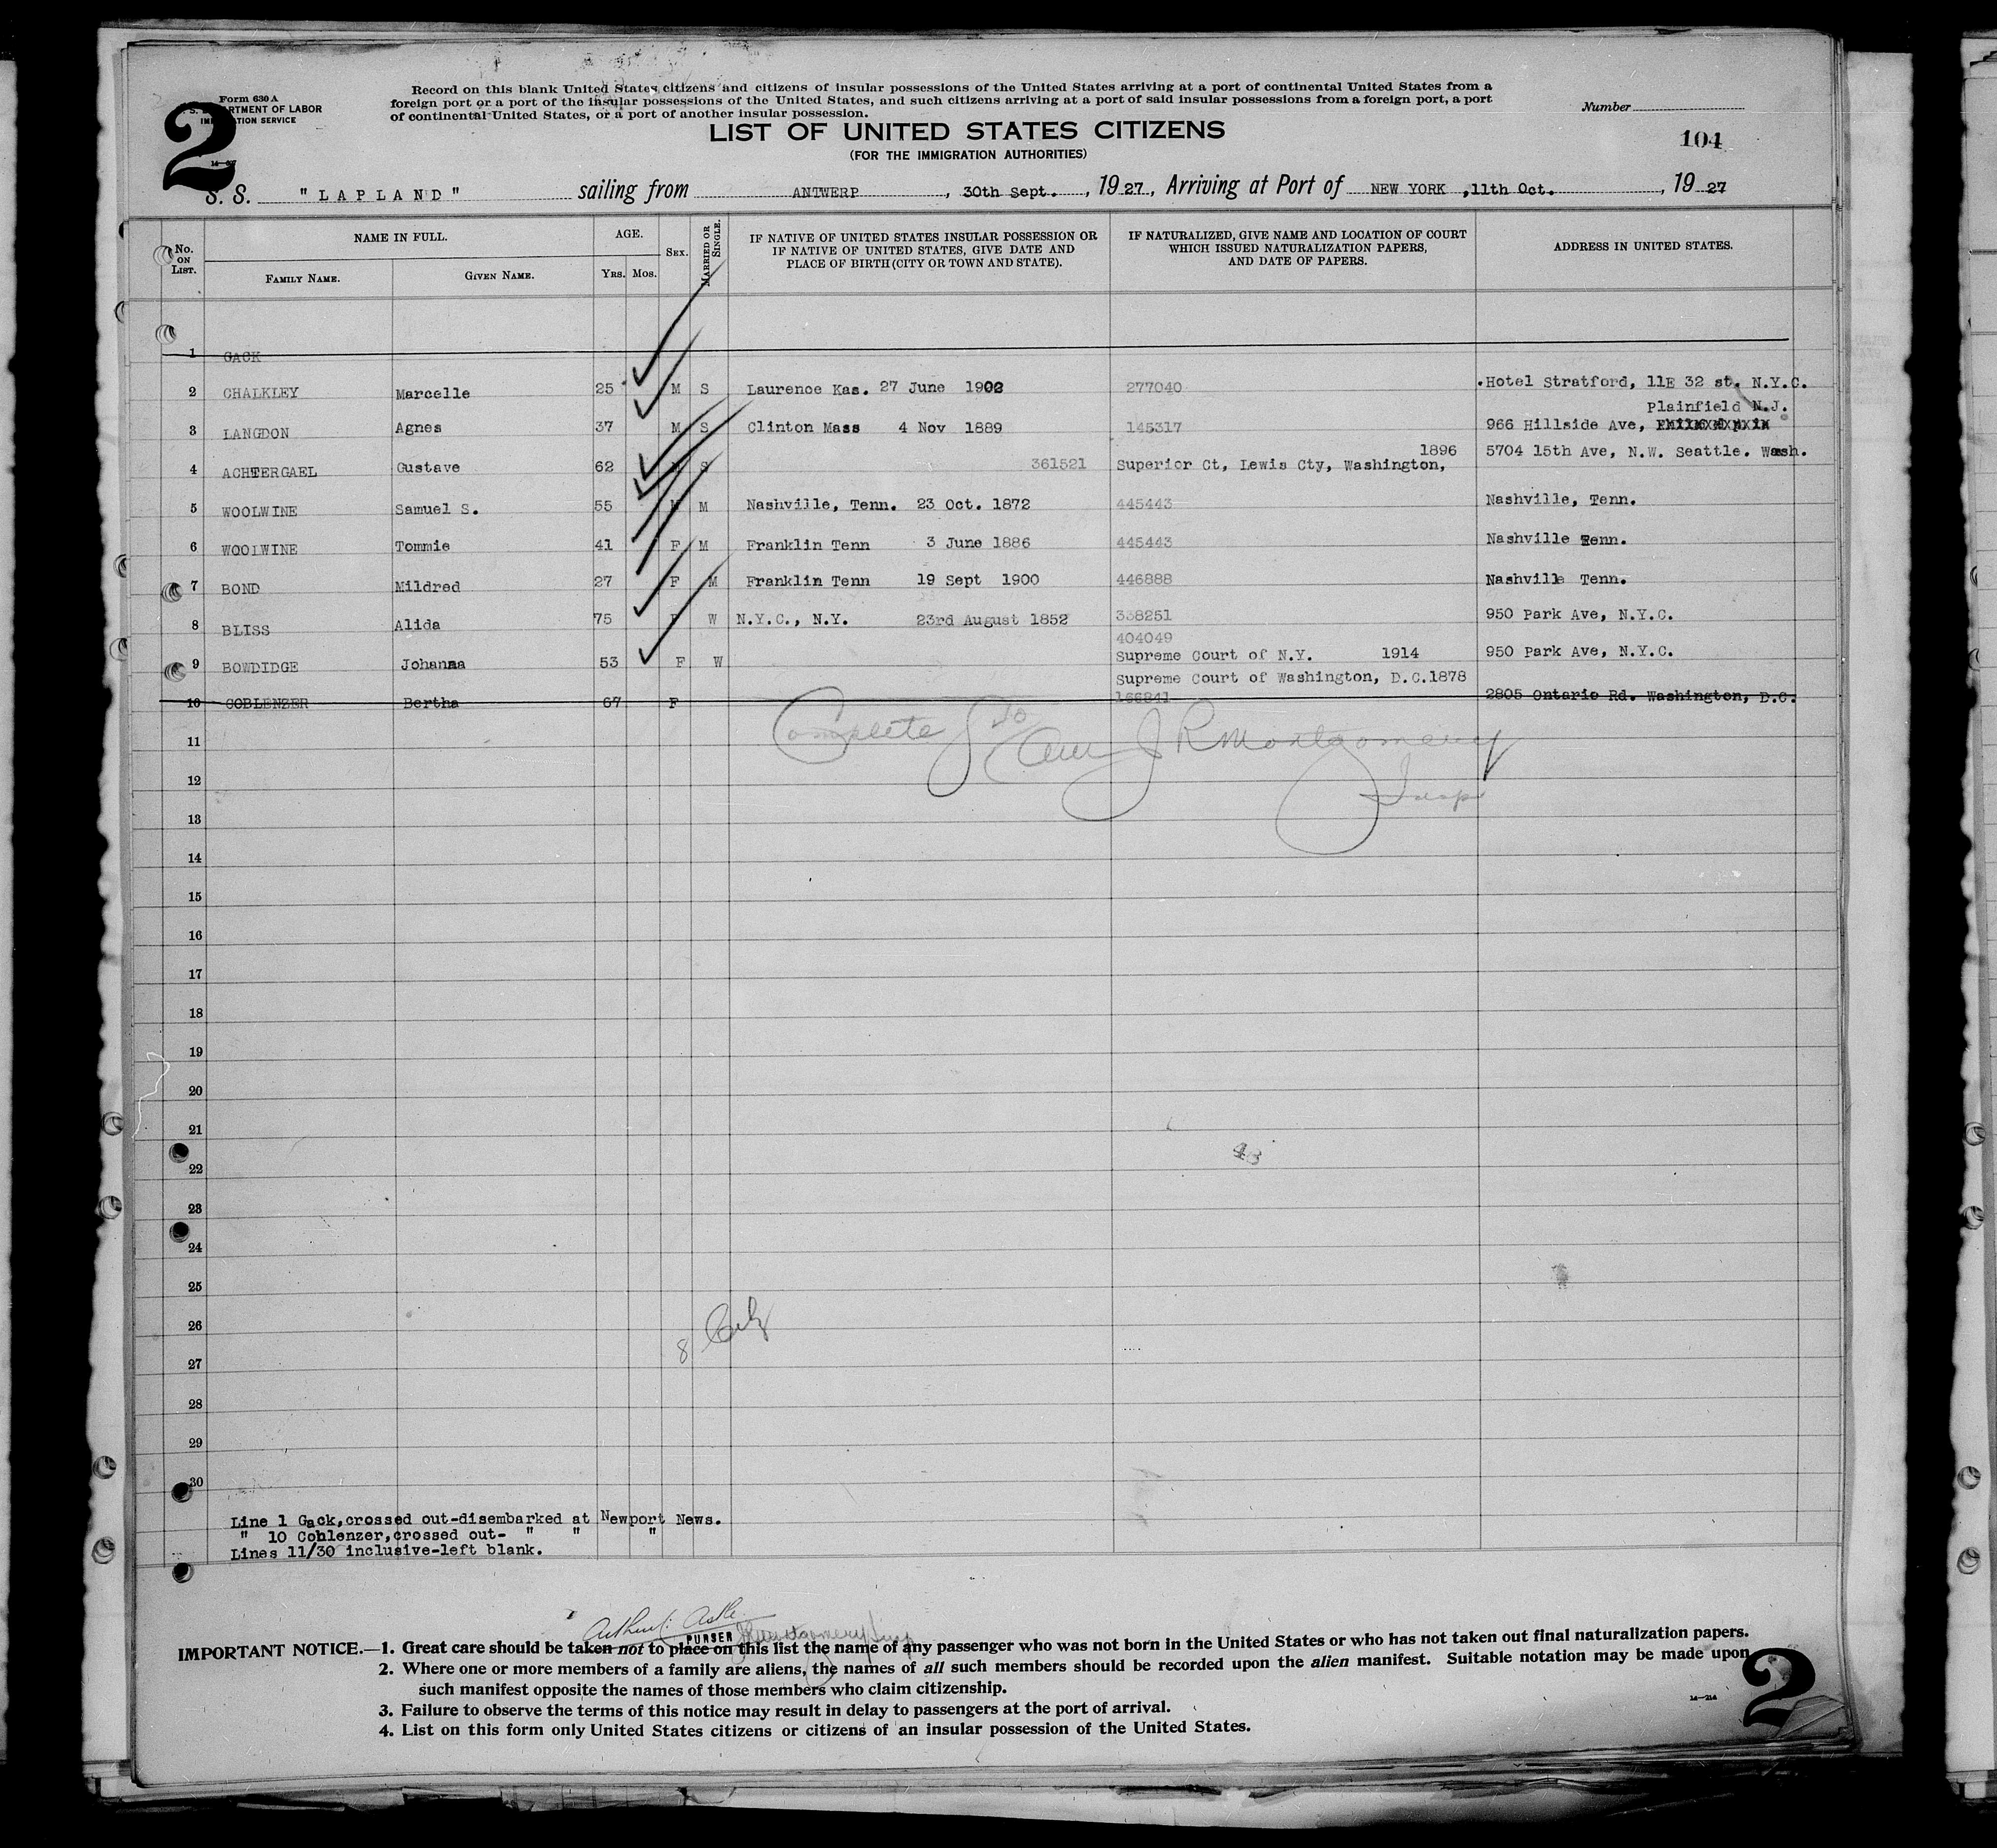 Form 630 A
DEPARTMENT OF LABOR
IMMIGRATION SERVICE
2
Record on this blank United States citizens and citizens of insular possessions of the United States arriving at a port of continental United States from a
foreign port or a port of the insular possessions of the United States, and such citizens arriving at a port of said insular possessions from a foreign port, a port
of continental United States, or a port of another insular possession.
Number
LIST OF UNITED STATES CITIZENS
(FOR THE IMMIGRATION AUTHORITIES)
104
S. S. "LAPLAND" sailing from ANTWERP, 30th Sept., 1927, Arriving at Port of NEW YORK, 11th Oct., 1927
No. ON LIST. NAME IN FULL. AGE. SEX. MARRIED OR SINGLE. IF NATIVE OF UNITED STATES INSULAR POSSESSION OR IF NATIVE OF UNITED STATES, GIVE DATE AND PLACE OF BIRTH (CITY OR TOWN AND STATE). IF NATURALIZED, GIVE NAME AND LOCATION OF COURT WHICH ISSUED NATURALIZATION PAPERS, AND DATE OF PAPERS. ADDRESS IN UNITED STATES.
FAMILY NAME. GIVEN NAME. YRS. MOS.
1 GACK
2 CHALKLEY Marcelle 25 M S Laurence Kas. 27 June 1902 277040 Hotel Stratford, 11E 32 st. N.Y.C.
Plainfield N.J.
3 LANGDON Agnes 37 M S Clinton Mass 4 Nov 1889 145317 966 Hillside Ave,
1896
4 ACHTERGAEL Gustave 62 S 361521 Superior Ct, Lewis Cty, Washington, 5704 15th Ave, N.W. Seattle. Wash.
5 WOOLWINE Samuel S. 55 M M Nashville, Tenn. 23 Oct. 1872 445443 Nashville, Tenn.
6 WOOLWINE Tommie 41 F M Franklin Tenn 3 June 1886 445443 Nashville Tenn.
7 BOND Mildred 27 F M Franklin Tenn 19 Sept 1900 446888 Nashville Tenn.
8 BLISS Alida 75 F W N.Y.C., N.Y. 23rd August 1852 338251 950 Park Ave, N.Y.C.
404049
9 BOWDIDGE Johanna 53 F W Supreme Court of N.Y. 1914 950 Park Ave, N.Y.C.
Supreme Court of Washington, D.C.1878
10 COBLENZER Bertha 67 F 166841 2805 Ontario Rd. Washington, D.C.
11
Complete J R Montgomery
Insp
12
13
14
15
16
17
18
19
20
21
22
23
24
25
26
27
8
28
29
30
Line 1 Gack,crossed out-disembarked at Newport News.
" 10 Coblenzer,crossed out- " " "
Lines 11/30 inclusive-left blank.
PURSER
IMPORTANT NOTICE.—1. Great care should be taken not to place on this list the name of any passenger who was not born in the United States or who has not taken out final naturalization papers.
2. Where one or more members of a family are aliens, the names of all such members should be recorded upon the alien manifest. Suitable notation may be made upon
such manifest opposite the names of those members who claim citizenship.
3. Failure to observe the terms of this notice may result in delay to passengers at the port of arrival.
4. List on this form only United States citizens or citizens of an insular possession of the United States.
14—214
2